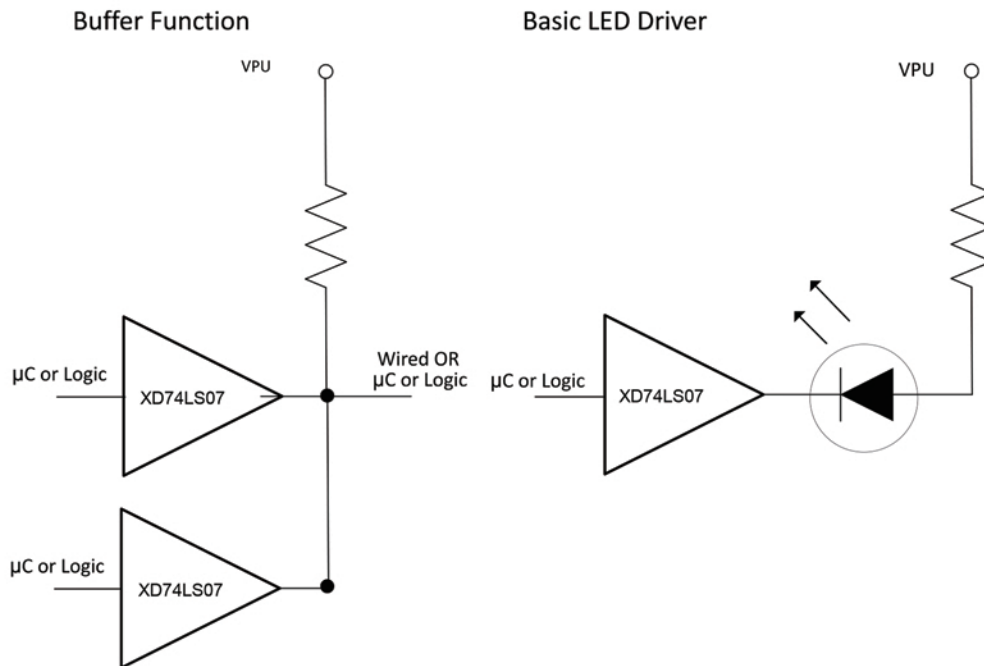 Buffer Function
VPU
µC or Logic
XD74LS07
Wired OR
µC or Logic
µC or Logic
XD74LS07
Basic LED Driver
VPU
µC or Logic
XD74LS07